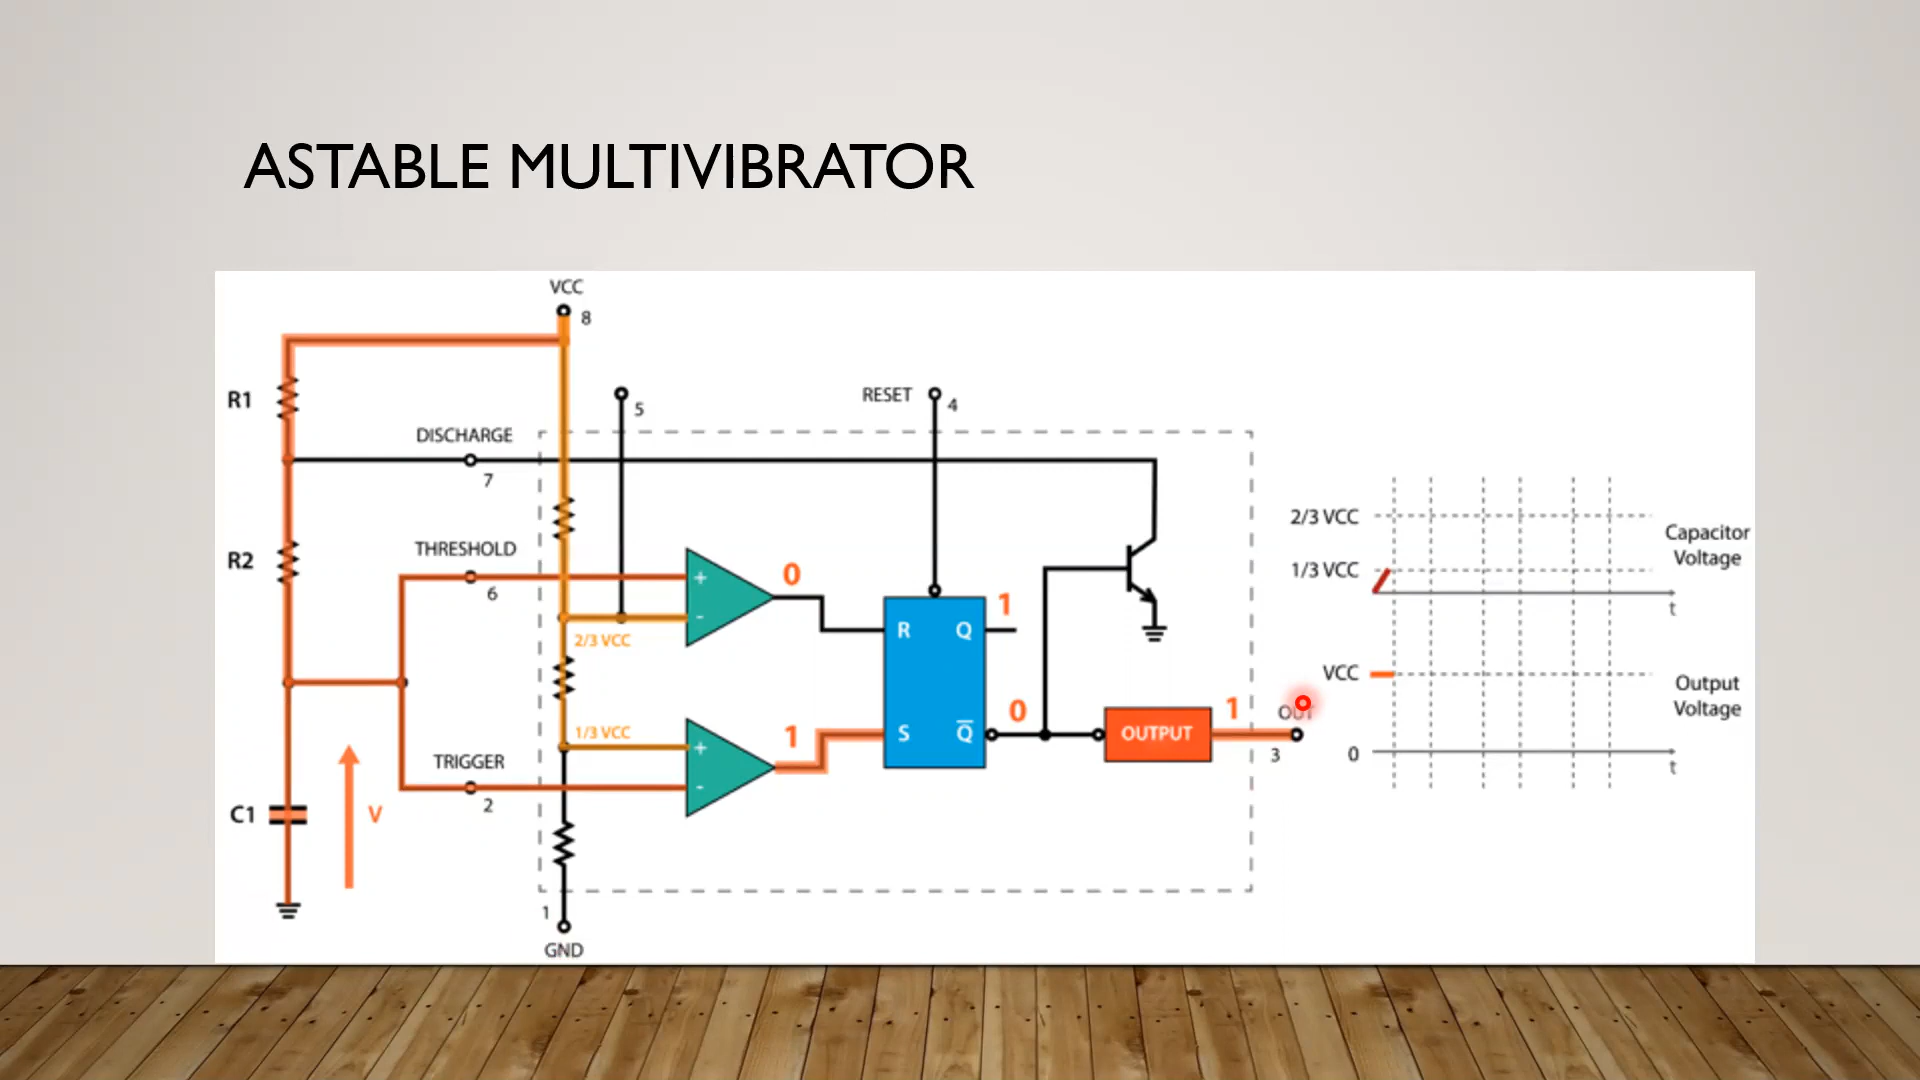 ASTABLE MULTIVIBRATOR
VCC
8
R1
5
RESET
4
DISCHARGE
7
2/3 VCC
Capacitor
Voltage
THRESHOLD
6
R2
+
-
0
1/3 VCC
t
2/3 VCC
R
Q
1
1/3 VCC
+
-
1
S
Q̅
0
OUTPUT
1
OUT
3
VCC
Output
Voltage
0
t
TRIGGER
2
C1
V
1
GND